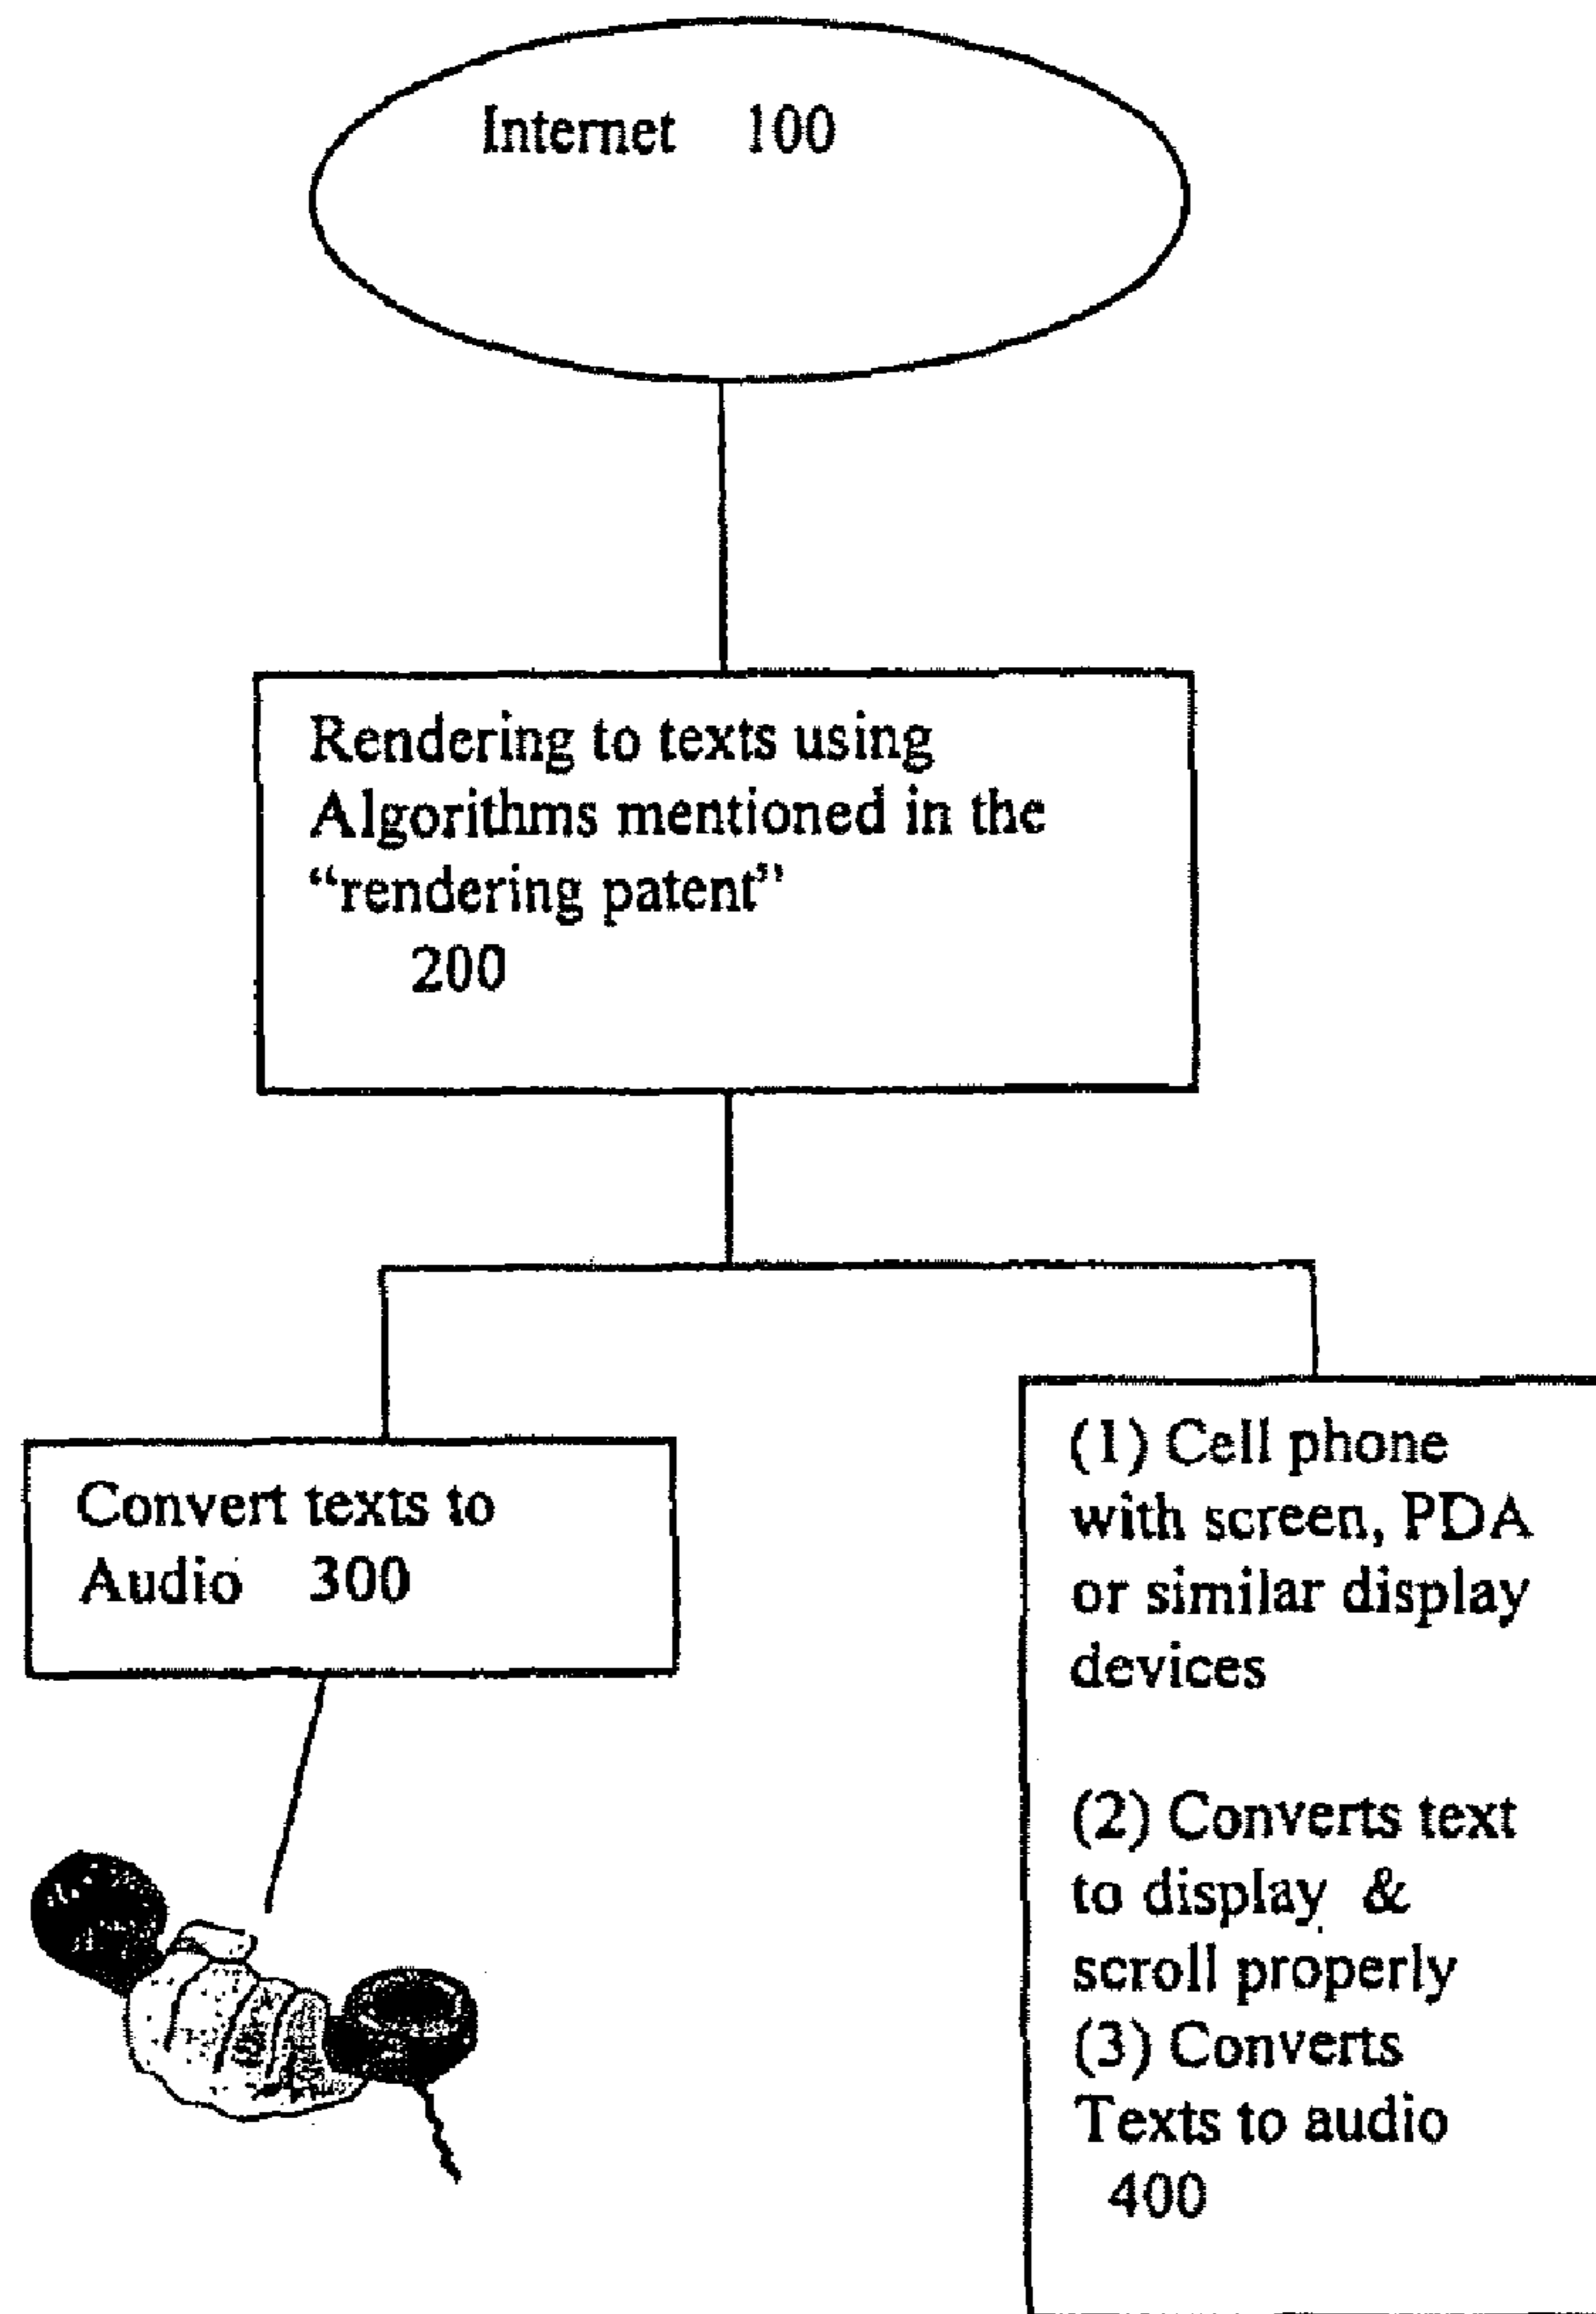 Internet 100
Rendering to texts using
Algorithms mentioned in the
“rendering patent”
200
Convert texts to
Audio 300
(1) Cell phone
with screen, PDA
or similar display
devices
(2) Converts text
to display &
scroll properly
(3) Converts
Texts to audio
400